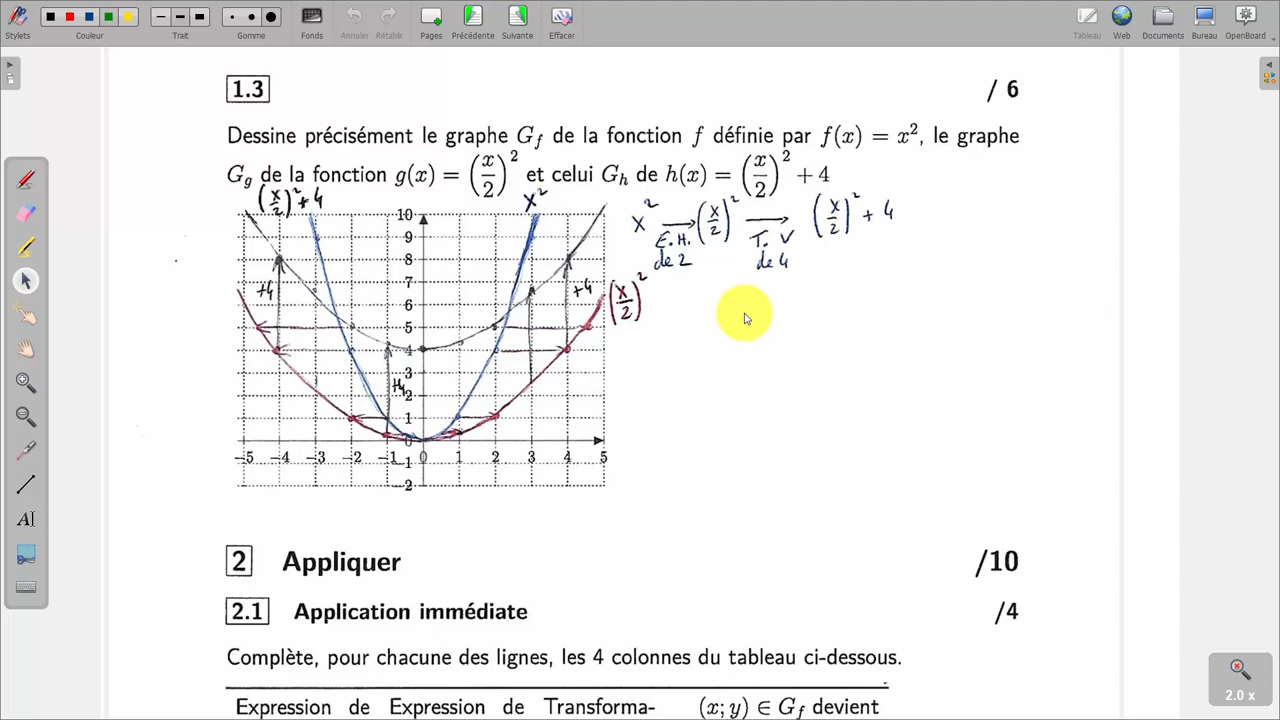 Stylets Couleur Trait Gomme Fonds Annuler Rétablir Pages Précédente Suivante Effacer Tableau Web Documents Bureau OpenBoard
1.3 / 6
Dessine précisément le graphe G_f de la fonction f définie par f(x) = x², le graphe
G_g de la fonction g(x) = (x/2)² et celui G_h de h(x) = (x/2)² + 4
(x/2)² + 4
x²
x² → (x/2)² → (x/2)² + 4
E.H. T. V
de 2 de 4
(x/2)²
+4
+4
+4
10
8
7
6
5
4
3
2
1
0
−5 −4 −3 −2 −1 0 1 2 3 4 5
−1
−2
2 Appliquer /10
2.1 Application immédiate /4
Complète, pour chacune des lignes, les 4 colonnes du tableau ci-dessous.
Expression de Expression de Transforma- (x; y) ∈ G_f devient
2.0 x